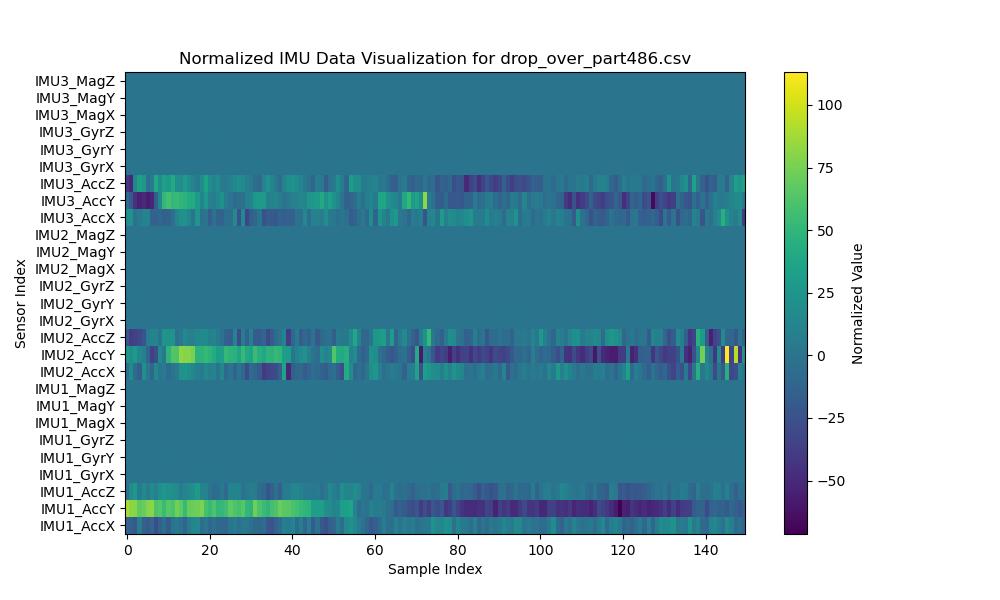 Normalized IMU Data Visualization for drop_over_part486.csv
IMU3_MagZ
IMU3_MagY
IMU3_MagX
IMU3_GyrZ
IMU3_GyrY
IMU3_GyrX
IMU3_AccZ
IMU3_AccY
IMU3_AccX
IMU2_MagZ
IMU2_MagY
IMU2_MagX
IMU2_GyrZ
IMU2_GyrY
IMU2_GyrX
IMU2_AccZ
IMU2_AccY
IMU2_AccX
IMU1_MagZ
IMU1_MagY
IMU1_MagX
IMU1_GyrZ
IMU1_GyrY
IMU1_GyrX
IMU1_AccZ
IMU1_AccY
IMU1_AccX
Sensor Index
0 20 40 60 80 100 120 140
Sample Index
100
75
50
25
0
−25
−50
Normalized Value